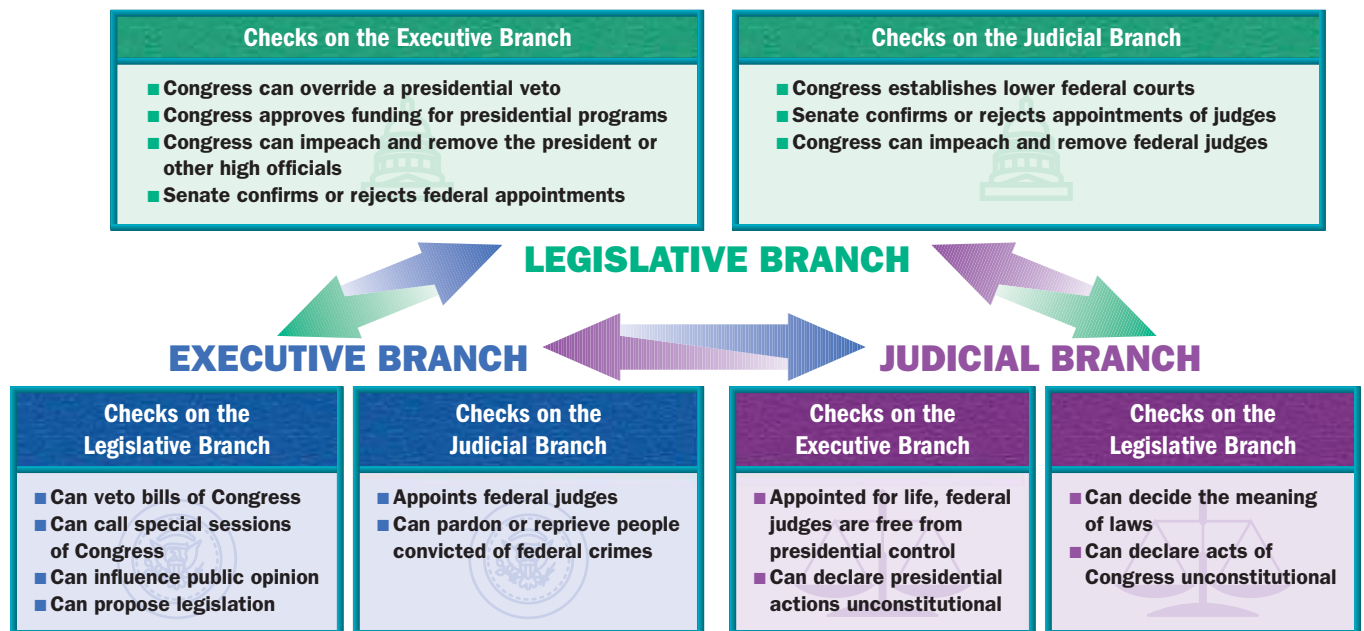 Checks on the Executive Branch
■ Congress can override a presidential veto
■ Congress approves funding for presidential programs
■ Congress can impeach and remove the president or
other high officials
■ Senate confirms or rejects federal appointments
Checks on the Judicial Branch
■ Congress establishes lower federal courts
■ Senate confirms or rejects appointments of judges
■ Congress can impeach and remove federal judges
LEGISLATIVE BRANCH
EXECUTIVE BRANCH
JUDICIAL BRANCH
Checks on the
Legislative Branch
■ Can veto bills of Congress
■ Can call special sessions
of Congress
■ Can influence public opinion
■ Can propose legislation
Checks on the
Judicial Branch
■ Appoints federal judges
■ Can pardon or reprieve people
convicted of federal crimes
Checks on the
Executive Branch
■ Appointed for life, federal
judges are free from
presidential control
■ Can declare presidential
actions unconstitutional
Checks on the
Legislative Branch
■ Can decide the meaning
of laws
■ Can declare acts of
Congress unconstitutional